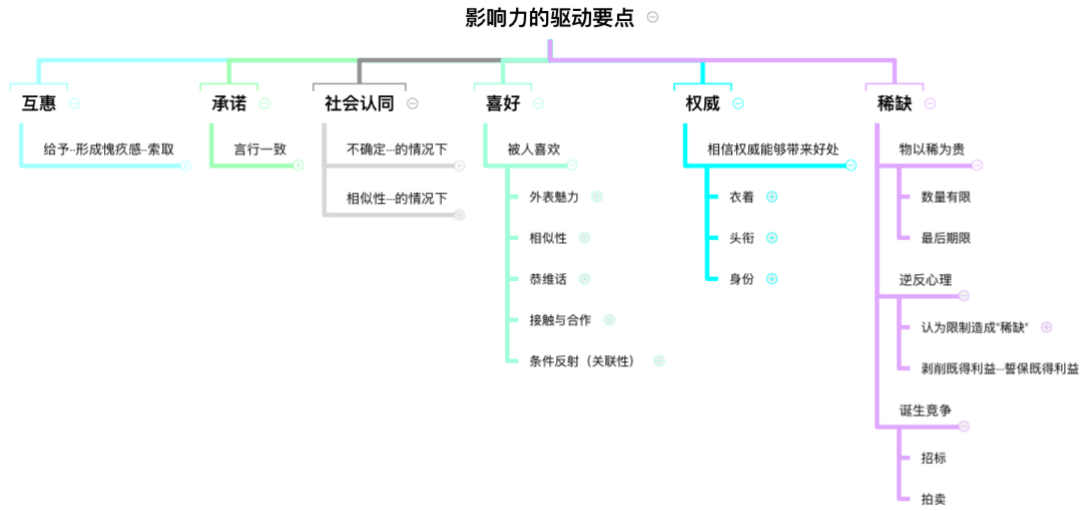 影响力的驱动要点
互惠
给予--形成愧疚感--索取
承诺
言行一致
社会认同
不确定---的情况下
相似性---的情况下
喜好
被人喜欢
外表魅力
相似性
恭维话
接触与合作
条件反射（关联性）
权威
相信权威能够带来好处
衣着
头衔
身份
稀缺
物以稀为贵
数量有限
最后期限
逆反心理
认为限制造成“稀缺”
剥削既得利益---誓保既得利益
诞生竞争
招标
拍卖